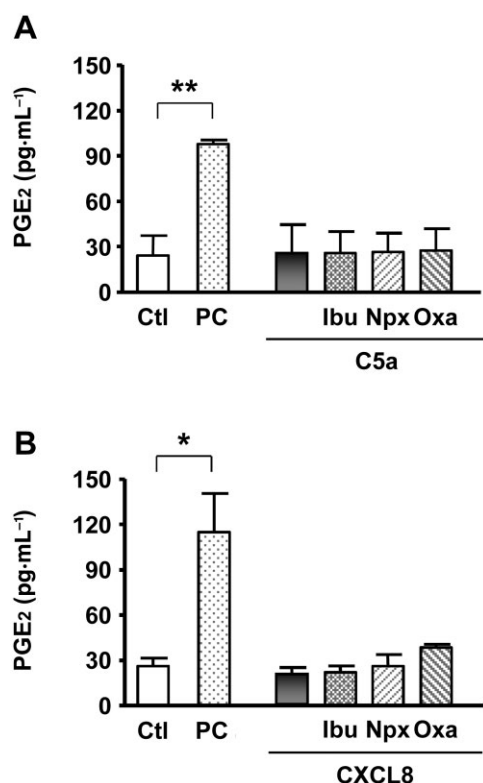 A
PGE₂ (pg·mL⁻¹)
150
120
90
60
30
0
**
Ctl PC Ibu Npx Oxa
C5a
B
PGE₂ (pg·mL⁻¹)
150
120
90
60
30
0
*
Ctl PC Ibu Npx Oxa
CXCL8